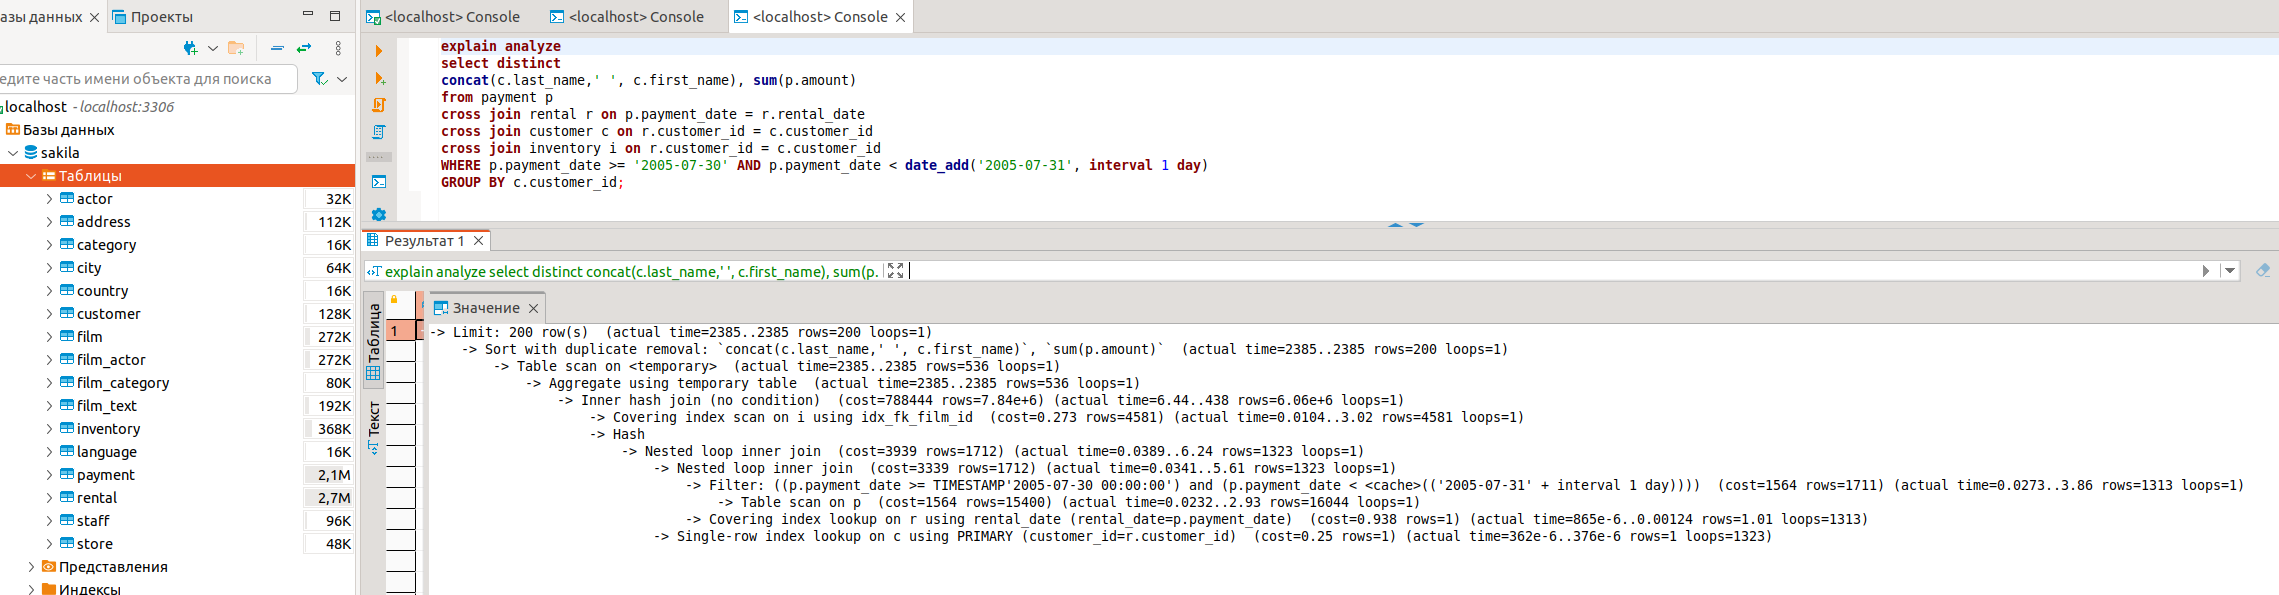 азы данных
Проекты
<localhost> Console
<localhost> Console
<localhost> Console
едите часть имени объекта для поиска
localhost - localhost:3306
Базы данных
sakila
Таблицы
actor 32K
address 112K
category 16K
city 64K
country 16K
customer 128K
film 272K
film_actor 272K
film_category 80K
film_text 192K
inventory 368K
language 16K
payment 2,1M
rental 2,7M
staff 96K
store 48K
Представления
Индексы
explain analyze
select distinct
concat(c.last_name,' ', c.first_name), sum(p.amount)
from payment p
cross join rental r on p.payment_date = r.rental_date
cross join customer c on r.customer_id = c.customer_id
cross join inventory i on r.customer_id = c.customer_id
WHERE p.payment_date >= '2005-07-30' AND p.payment_date < date_add('2005-07-31', interval 1 day)
GROUP BY c.customer_id;
Результат 1
explain analyze select distinct concat(c.last_name,' ', c.first_name), sum(p.
Таблица
Текст
Значение
1
-> Limit: 200 row(s)  (actual time=2385..2385 rows=200 loops=1)
-> Sort with duplicate removal: `concat(c.last_name,' ', c.first_name)`, `sum(p.amount)`  (actual time=2385..2385 rows=200 loops=1)
-> Table scan on <temporary>  (actual time=2385..2385 rows=536 loops=1)
-> Aggregate using temporary table  (actual time=2385..2385 rows=536 loops=1)
-> Inner hash join (no condition)  (cost=788444 rows=7.84e+6) (actual time=6.44..438 rows=6.06e+6 loops=1)
-> Covering index scan on i using idx_fk_film_id  (cost=0.273 rows=4581) (actual time=0.0104..3.02 rows=4581 loops=1)
-> Hash
-> Nested loop inner join  (cost=3939 rows=1712) (actual time=0.0389..6.24 rows=1323 loops=1)
-> Nested loop inner join  (cost=3339 rows=1712) (actual time=0.0341..5.61 rows=1323 loops=1)
-> Filter: ((p.payment_date >= TIMESTAMP'2005-07-30 00:00:00') and (p.payment_date < <cache>(('2005-07-31' + interval 1 day))))  (cost=1564 rows=1711) (actual time=0.0273..3.86 rows=1313 loops=1)
-> Table scan on p  (cost=1564 rows=15400) (actual time=0.0232..2.93 rows=16044 loops=1)
-> Covering index lookup on r using rental_date (rental_date=p.payment_date)  (cost=0.938 rows=1) (actual time=865e-6..0.00124 rows=1.01 loops=1313)
-> Single-row index lookup on c using PRIMARY (customer_id=r.customer_id)  (cost=0.25 rows=1) (actual time=362e-6..376e-6 rows=1 loops=1323)